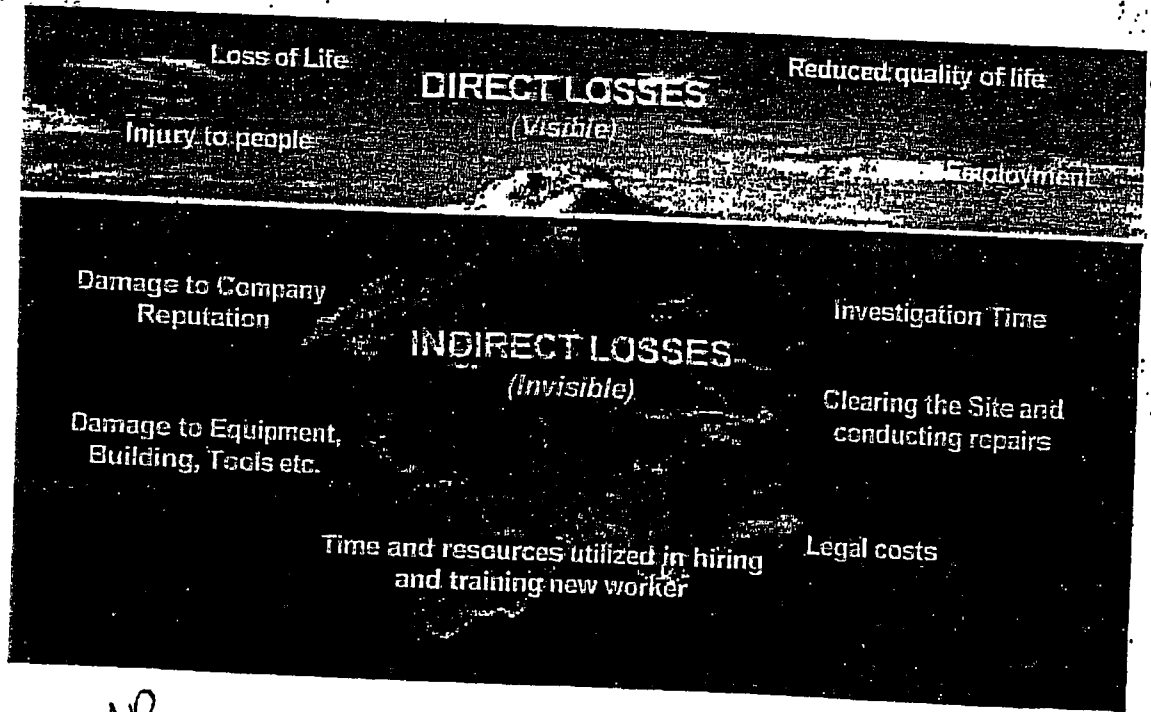 Loss of Life
DIRECT LOSSES
(Visible)
Reduced quality of life
Injury to people
Employment
Damage to Company
Reputation
INDIRECT LOSSES
(Invisible)
Investigation Time
Damage to Equipment,
Building, Tools etc.
Clearing the Site and
conducting repairs
Time and resources utilized in hiring
and training new worker
Legal costs